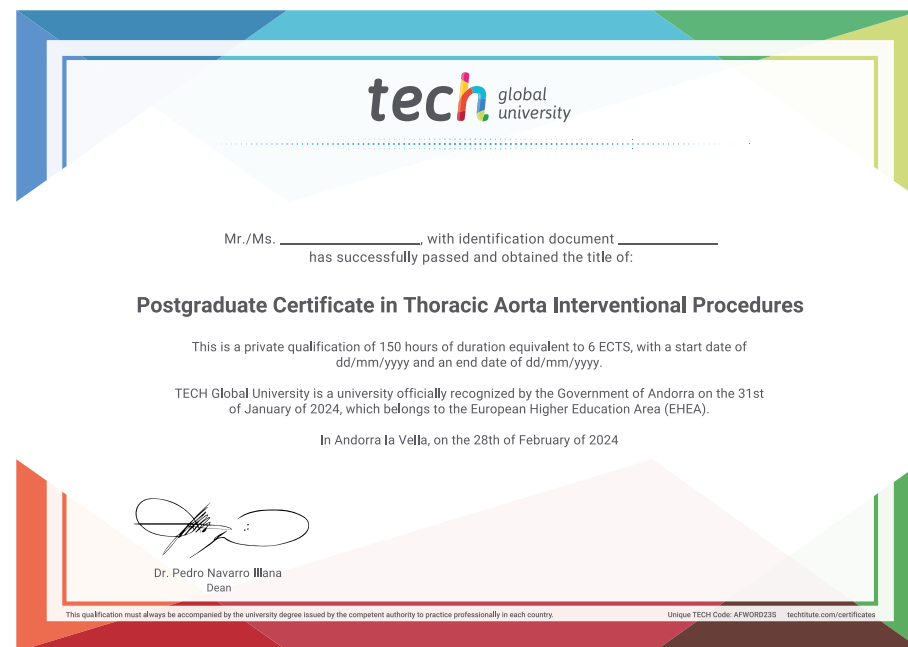 tech global university
Mr./Ms. ____________________, with identification document ______________
has successfully passed and obtained the title of:
Postgraduate Certificate in Thoracic Aorta Interventional Procedures
This is a private qualification of 150 hours of duration equivalent to 6 ECTS, with a start date of
dd/mm/yyyy and an end date of dd/mm/yyyy.
TECH Global University is a university officially recognized by the Government of Andorra on the 31st
of January of 2024, which belongs to the European Higher Education Area (EHEA).
In Andorra la Vella, on the 28th of February of 2024
Dr. Pedro Navarro Illana
Dean
This qualification must always be accompanied by the university degree issued by the competent authority to practice professionally in each country.
Unique TECH Code: AFWORD23S techtitute.com/certificates